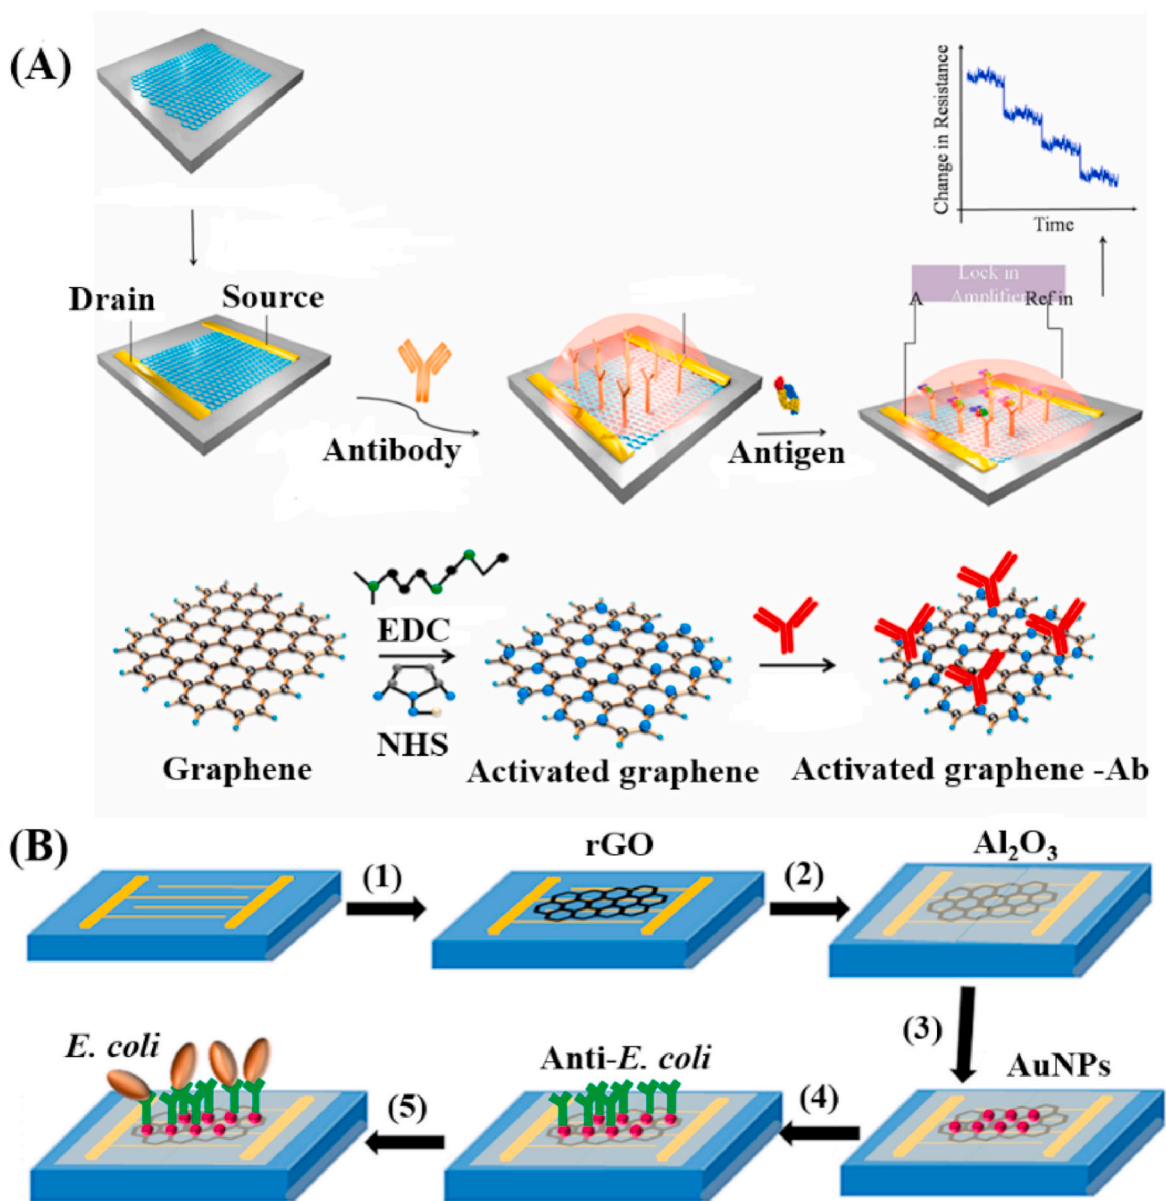 (A)
Change in Resistance
Time
Drain
Source
Lock in
Amplifier
A
Ref in
Antibody
Antigen
EDC
NHS
Graphene
Activated graphene
Activated graphene -Ab
(B)
rGO
Al₂O₃
(1)
(2)
(3)
E. coli
Anti-E. coli
AuNPs
(5)
(4)